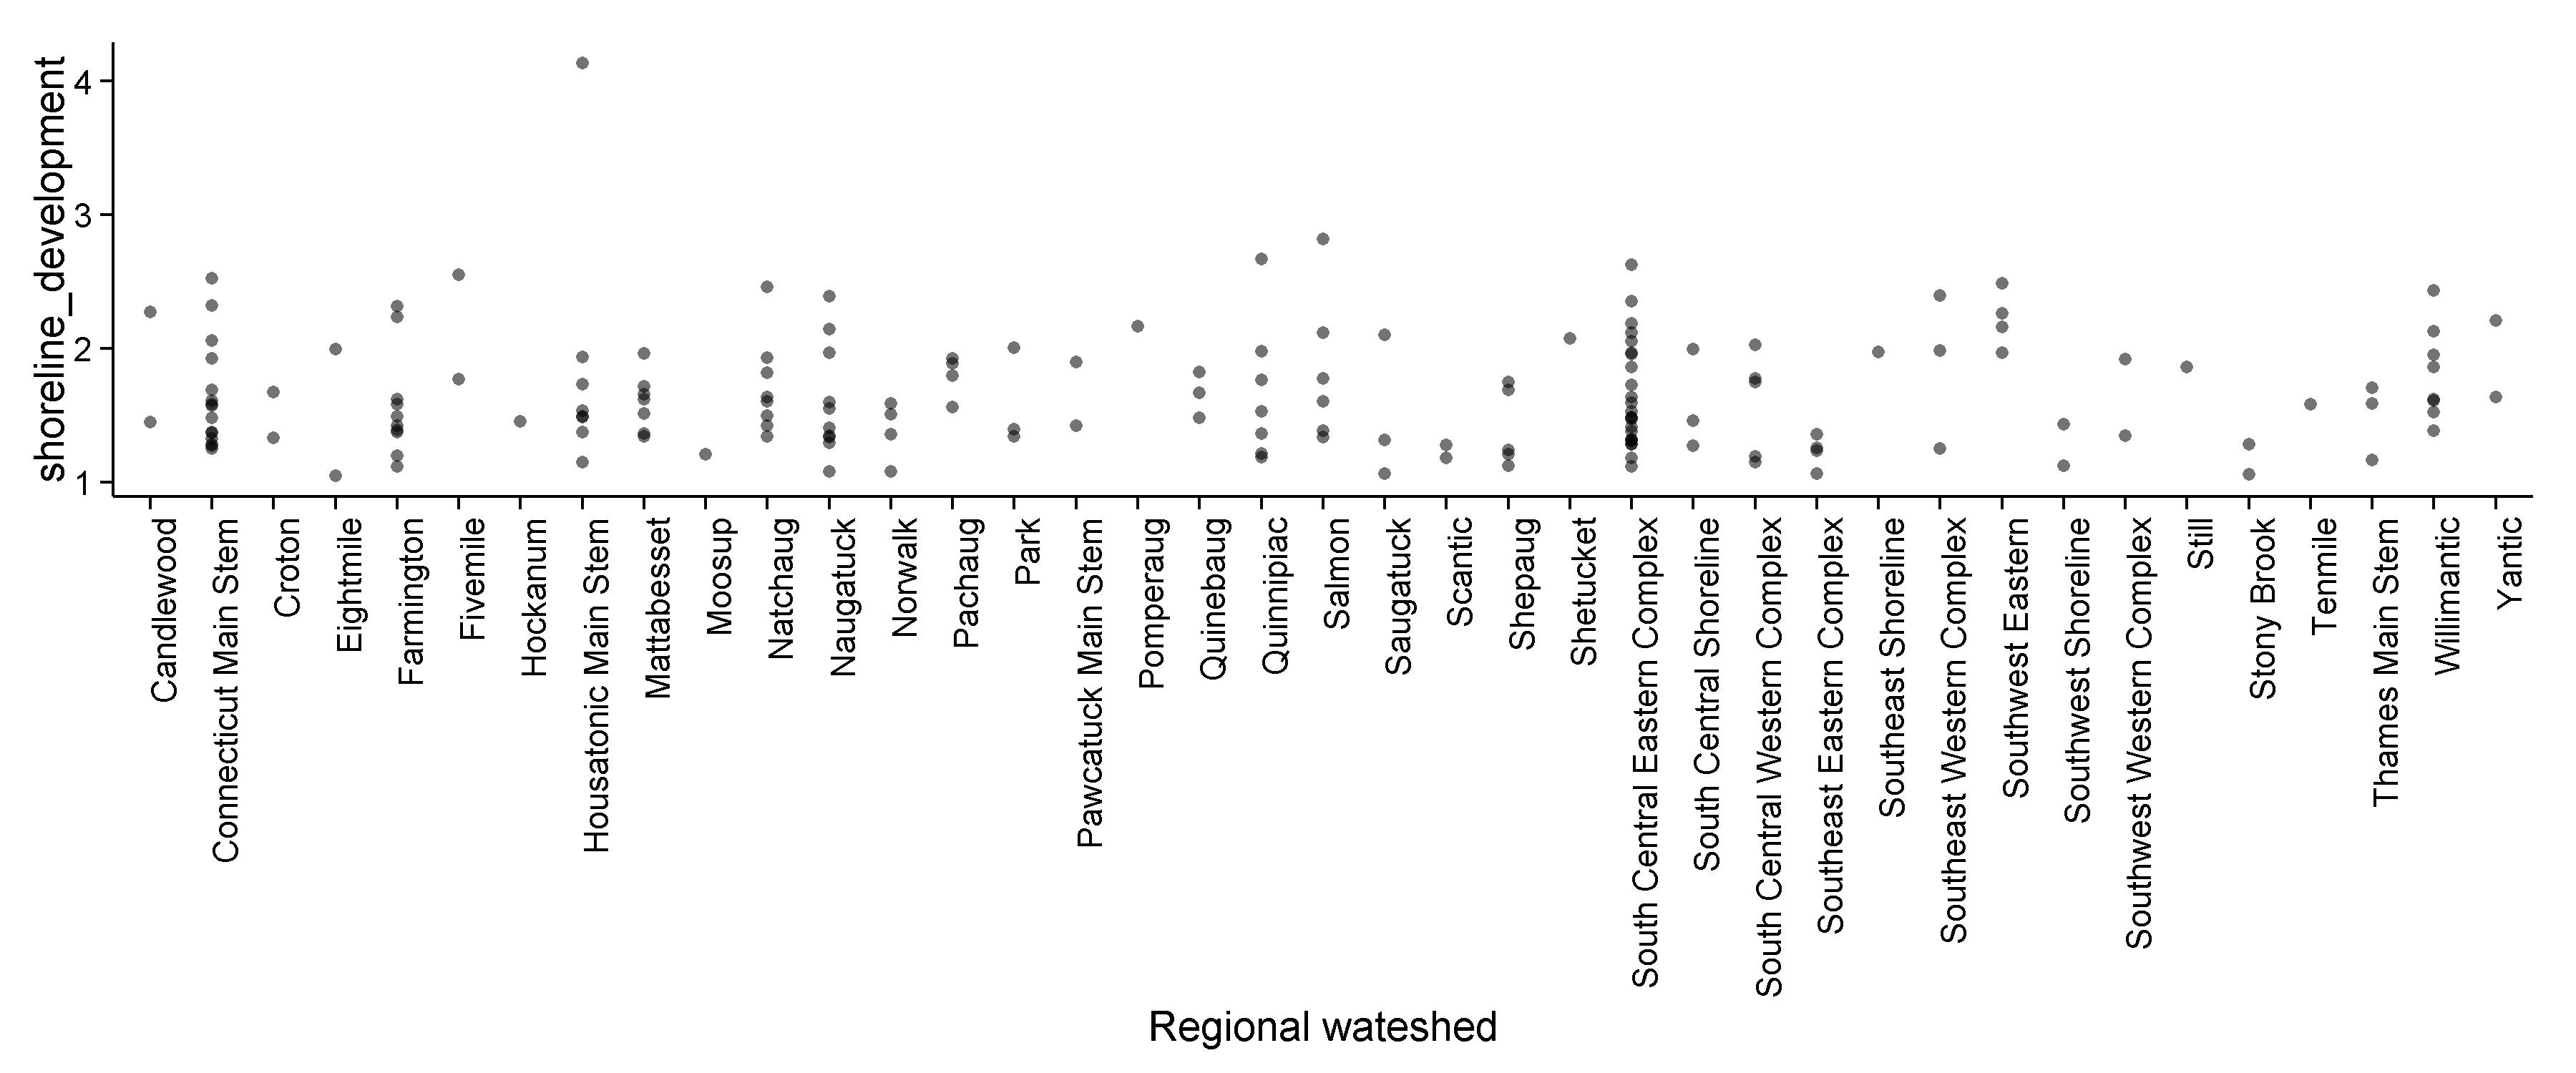 shoreline_development
4
3
2
1
Candlewood
Connecticut Main Stem
Croton
Eightmile
Farmington
Fivemile
Hockanum
Housatonic Main Stem
Mattabesset
Moosup
Natchaug
Naugatuck
Norwalk
Pachaug
Park
Pawcatuck Main Stem
Pomperaug
Quinebaug
Quinnipiac
Salmon
Saugatuck
Scantic
Shepaug
Shetucket
South Central Eastern Complex
South Central Shoreline
South Central Western Complex
Southeast Eastern Complex
Southeast Shoreline
Southeast Western Complex
Southwest Eastern
Southwest Shoreline
Southwest Western Complex
Still
Stony Brook
Tenmile
Thames Main Stem
Willimantic
Yantic
Regional wateshed